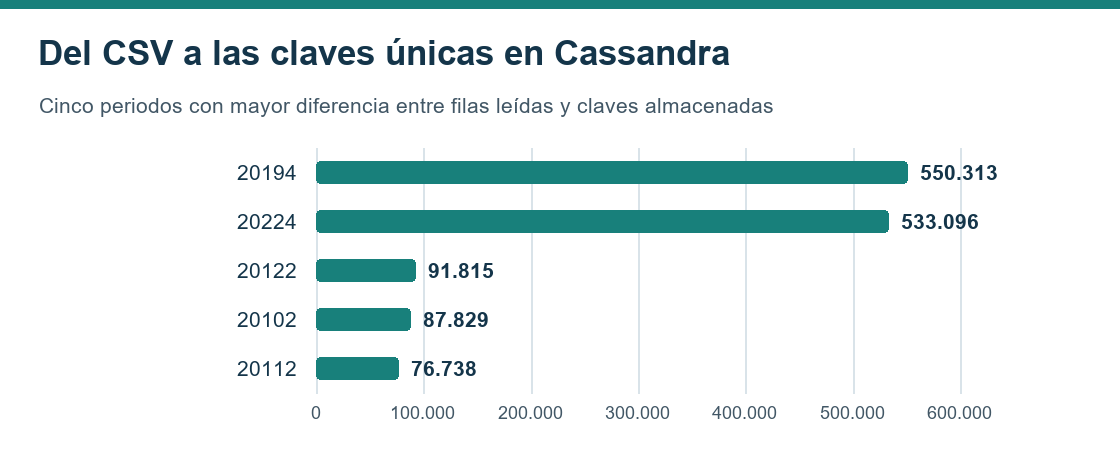 Del CSV a las claves únicas en Cassandra
Cinco periodos con mayor diferencia entre filas leídas y claves almacenadas
20194 550.313
20224 533.096
20122 91.815
20102 87.829
20112 76.738
0 100.000 200.000 300.000 400.000 500.000 600.000